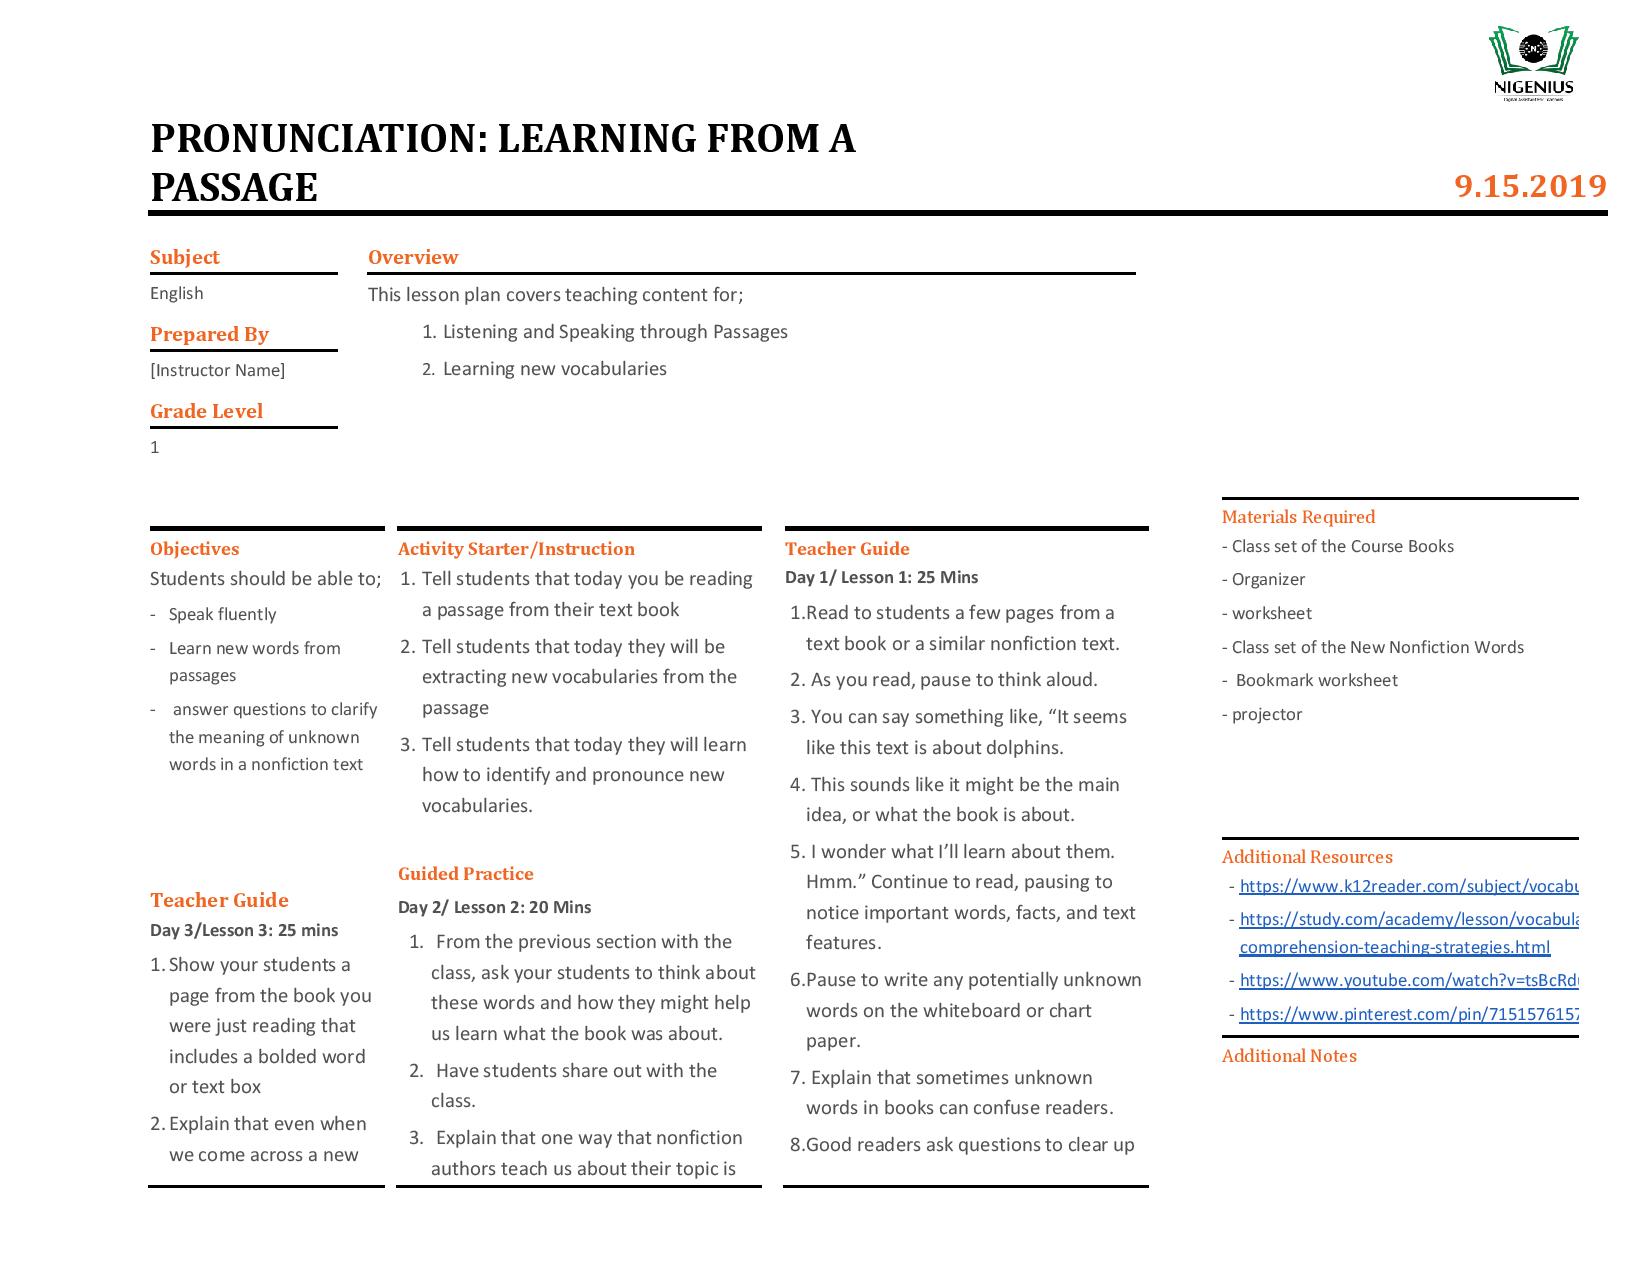 NIGENIUS
PRONUNCIATION: LEARNING FROM A
PASSAGE
9.15.2019
Subject
English
Prepared By
[Instructor Name]
Grade Level
1
Overview
This lesson plan covers teaching content for;
1. Listening and Speaking through Passages
2. Learning new vocabularies
Objectives
Students should be able to;
- Speak fluently
- Learn new words from
passages
- answer questions to clarify
the meaning of unknown
words in a nonfiction text
Teacher Guide
Day 3/Lesson 3: 25 mins
1. Show your students a
page from the book you
were just reading that
includes a bolded word
or text box
2. Explain that even when
we come across a new
Activity Starter/Instruction
1. Tell students that today you be reading
a passage from their text book
2. Tell students that today they will be
extracting new vocabularies from the
passage
3. Tell students that today they will learn
how to identify and pronounce new
vocabularies.
Guided Practice
Day 2/ Lesson 2: 20 Mins
1. From the previous section with the
class, ask your students to think about
these words and how they might help
us learn what the book was about.
2. Have students share out with the
class.
3. Explain that one way that nonfiction
authors teach us about their topic is
Teacher Guide
Day 1/ Lesson 1: 25 Mins
1.Read to students a few pages from a
text book or a similar nonfiction text.
2. As you read, pause to think aloud.
3. You can say something like, “It seems
like this text is about dolphins.
4. This sounds like it might be the main
idea, or what the book is about.
5. I wonder what I’ll learn about them.
Hmm.” Continue to read, pausing to
notice important words, facts, and text
features.
6.Pause to write any potentially unknown
words on the whiteboard or chart
paper.
7. Explain that sometimes unknown
words in books can confuse readers.
8.Good readers ask questions to clear up
Materials Required
- Class set of the Course Books
- Organizer
- worksheet
- Class set of the New Nonfiction Words
- Bookmark worksheet
- projector
Additional Resources
- https://www.k12reader.com/subject/vocabu
- https://study.com/academy/lesson/vocabula
comprehension-teaching-strategies.html
- https://www.youtube.com/watch?v=tsBcRd
- https://www.pinterest.com/pin/7151576157
Additional Notes